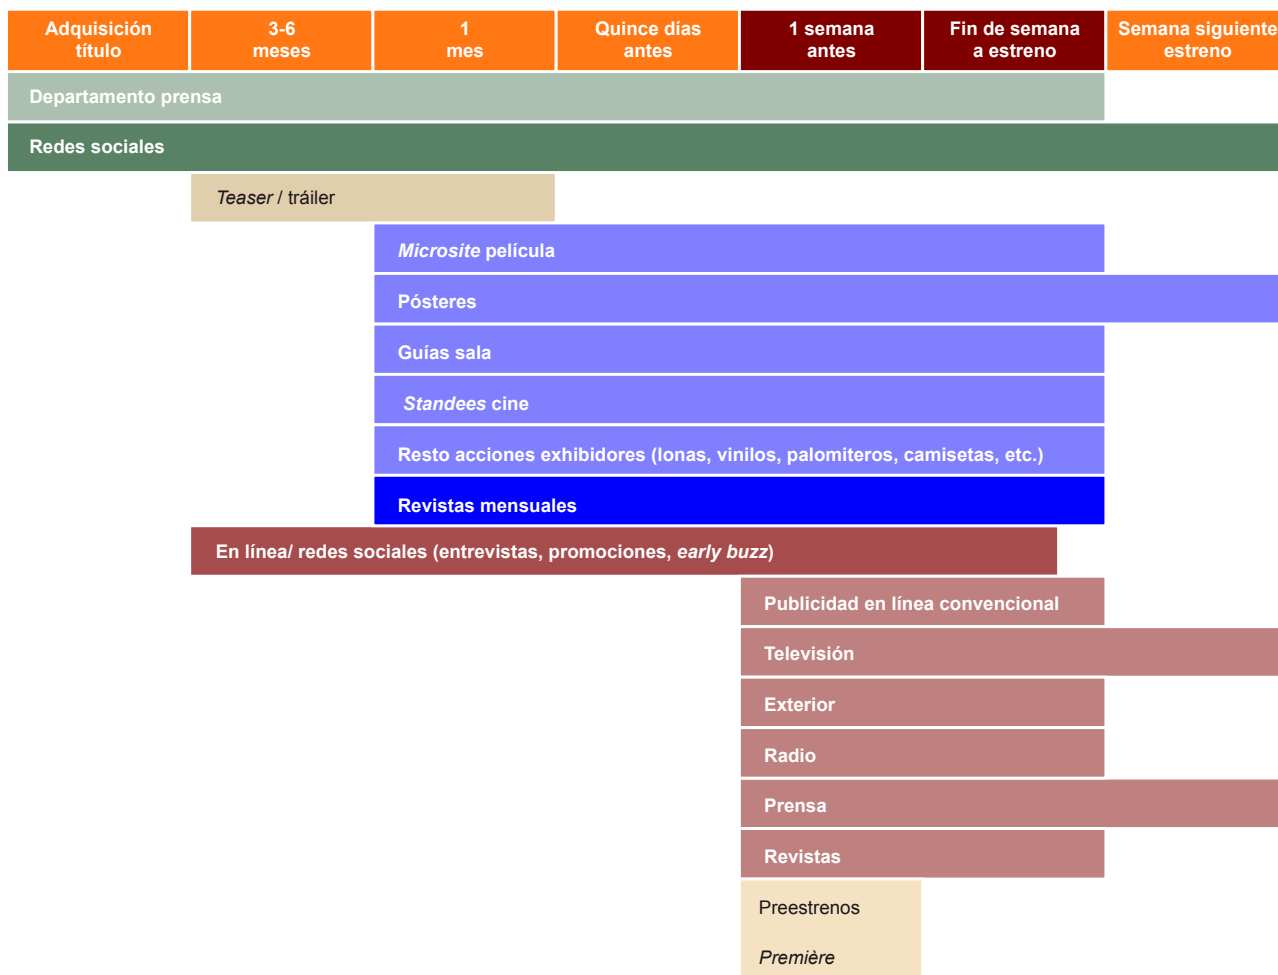 Adquisición
título
3-6
meses
1
mes
Quince días
antes
1 semana
antes
Fin de semana
a estreno
Semana siguiente
estreno
Departamento prensa
Redes sociales
Teaser / tráiler
Microsite película
Pósteres
Guías sala
Standees cine
Resto acciones exhibidores (lonas, vinilos, palomiteros, camisetas, etc.)
Revistas mensuales
En línea/ redes sociales (entrevistas, promociones, early buzz)
Publicidad en línea convencional
Televisión
Exterior
Radio
Prensa
Revistas
Preestrenos
Première